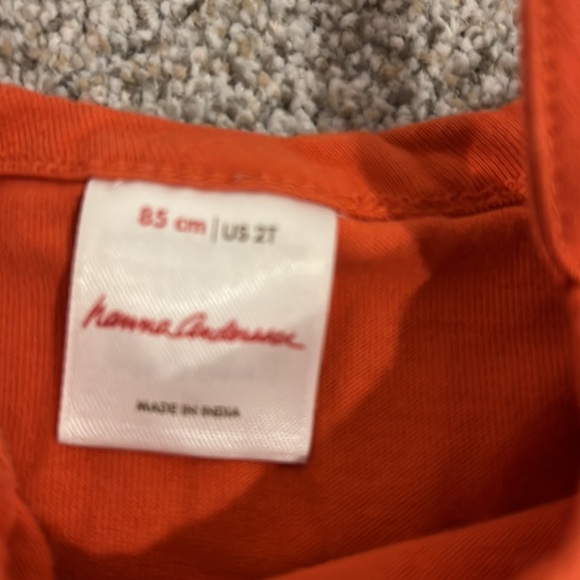 85 cm | US 2T
hanna andersson
MADE IN INDIA